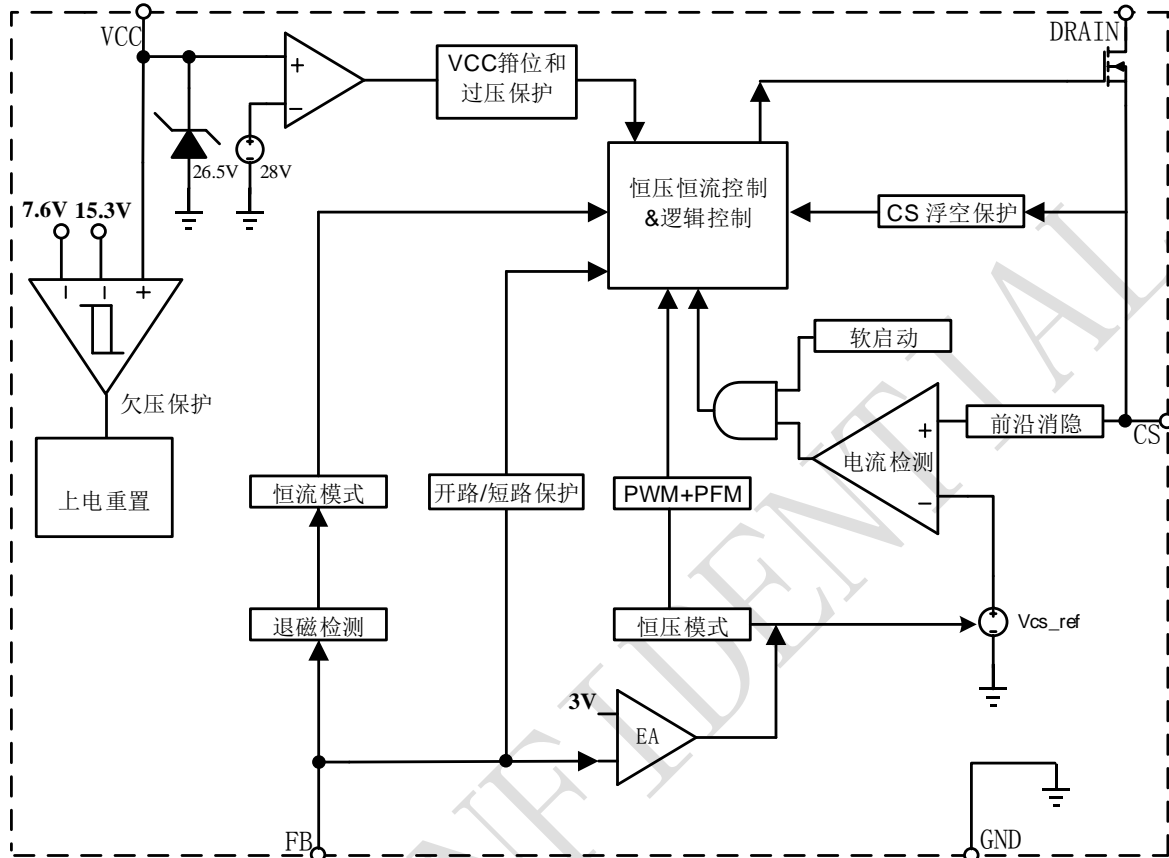 VCC
DRAIN
VCC箝位和
过压保护
26.5V
28V
7.6V
15.3V
恒压恒流控制
&逻辑控制
CS 浮空保护
软启动
欠压保护
前沿消隐
CS
电流检测
上电重置
恒流模式
开路/短路保护
PWM+PFM
退磁检测
恒压模式
Vcs_ref
3V
EA
FB
GND
NFIDENTIAL